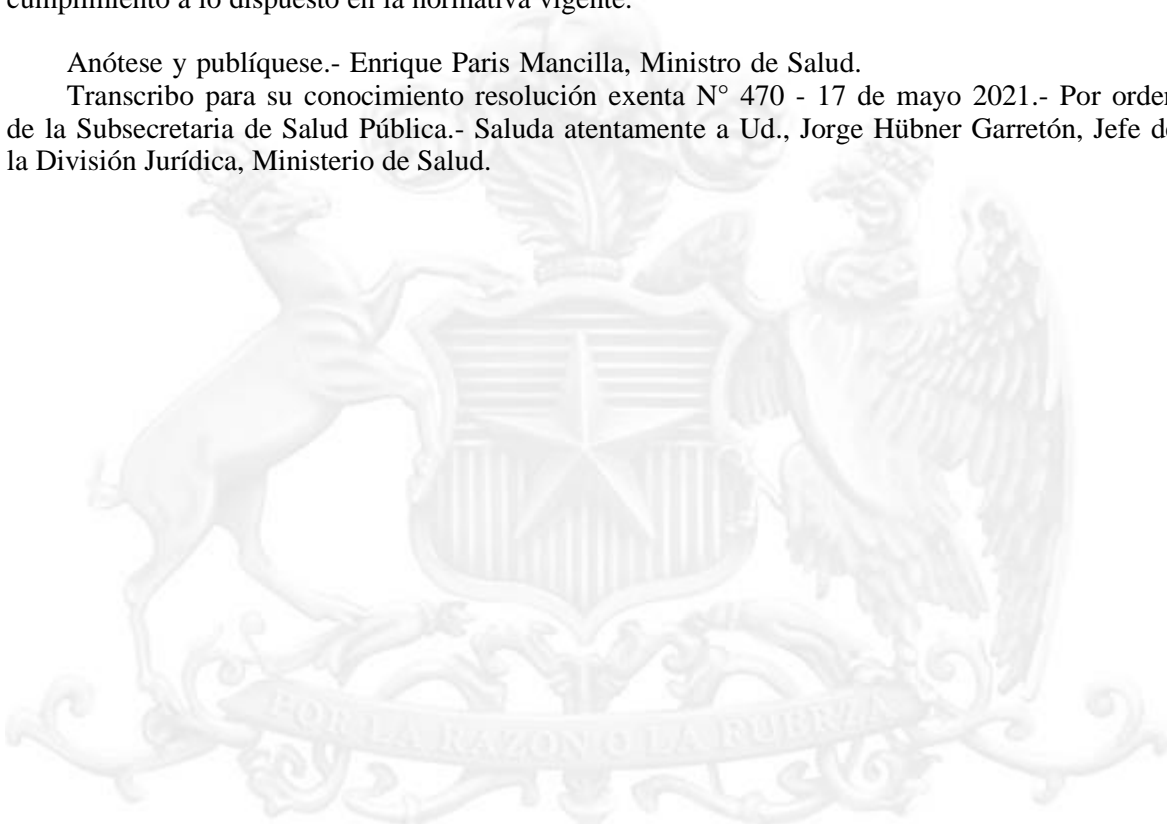 cumplimiento a lo dispuesto en la normativa vigente.
Anótese y publíquese.- Enrique Paris Mancilla, Ministro de Salud.
Transcribo para su conocimiento resolución exenta N° 470 - 17 de mayo 2021.- Por orden
de la Subsecretaria de Salud Pública.- Saluda atentamente a Ud., Jorge Hübner Garretón, Jefe de
la División Jurídica, Ministerio de Salud.
POR LA RAZON O LA FUERZA